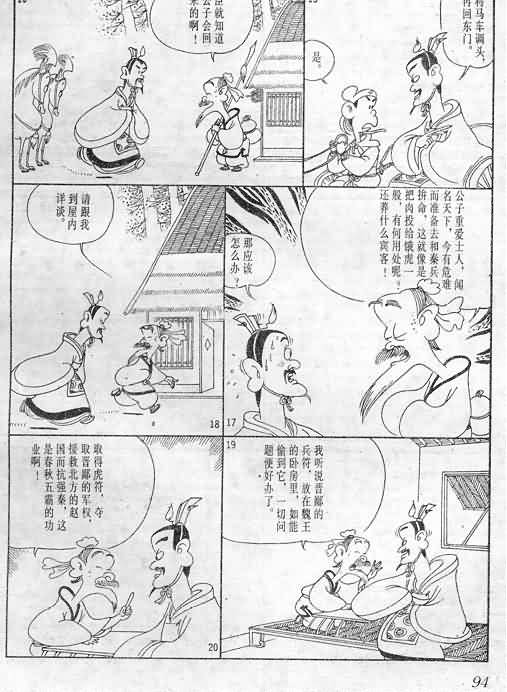 马车调头，
再回东门。
是。
臣就知道
公子会回
来的啊！
公子重爱士人，闻
名天下，今有危难
而准备去和秦兵
拚命，这就像是
把肉投给饿虎一
般，有何用处呢？
还养什么宾客！
那应该
怎么办？
17
请跟我
到屋内
详谈。
18
19
我听说晋鄙的
兵符，放在魏王
的卧房里，如能
偷到它，一切问
题便好办了。
取得虎符，夺
取晋鄙的军权，
援救北方的赵
因而抗强秦，这
是春秋五霸的功
业啊！
20
94